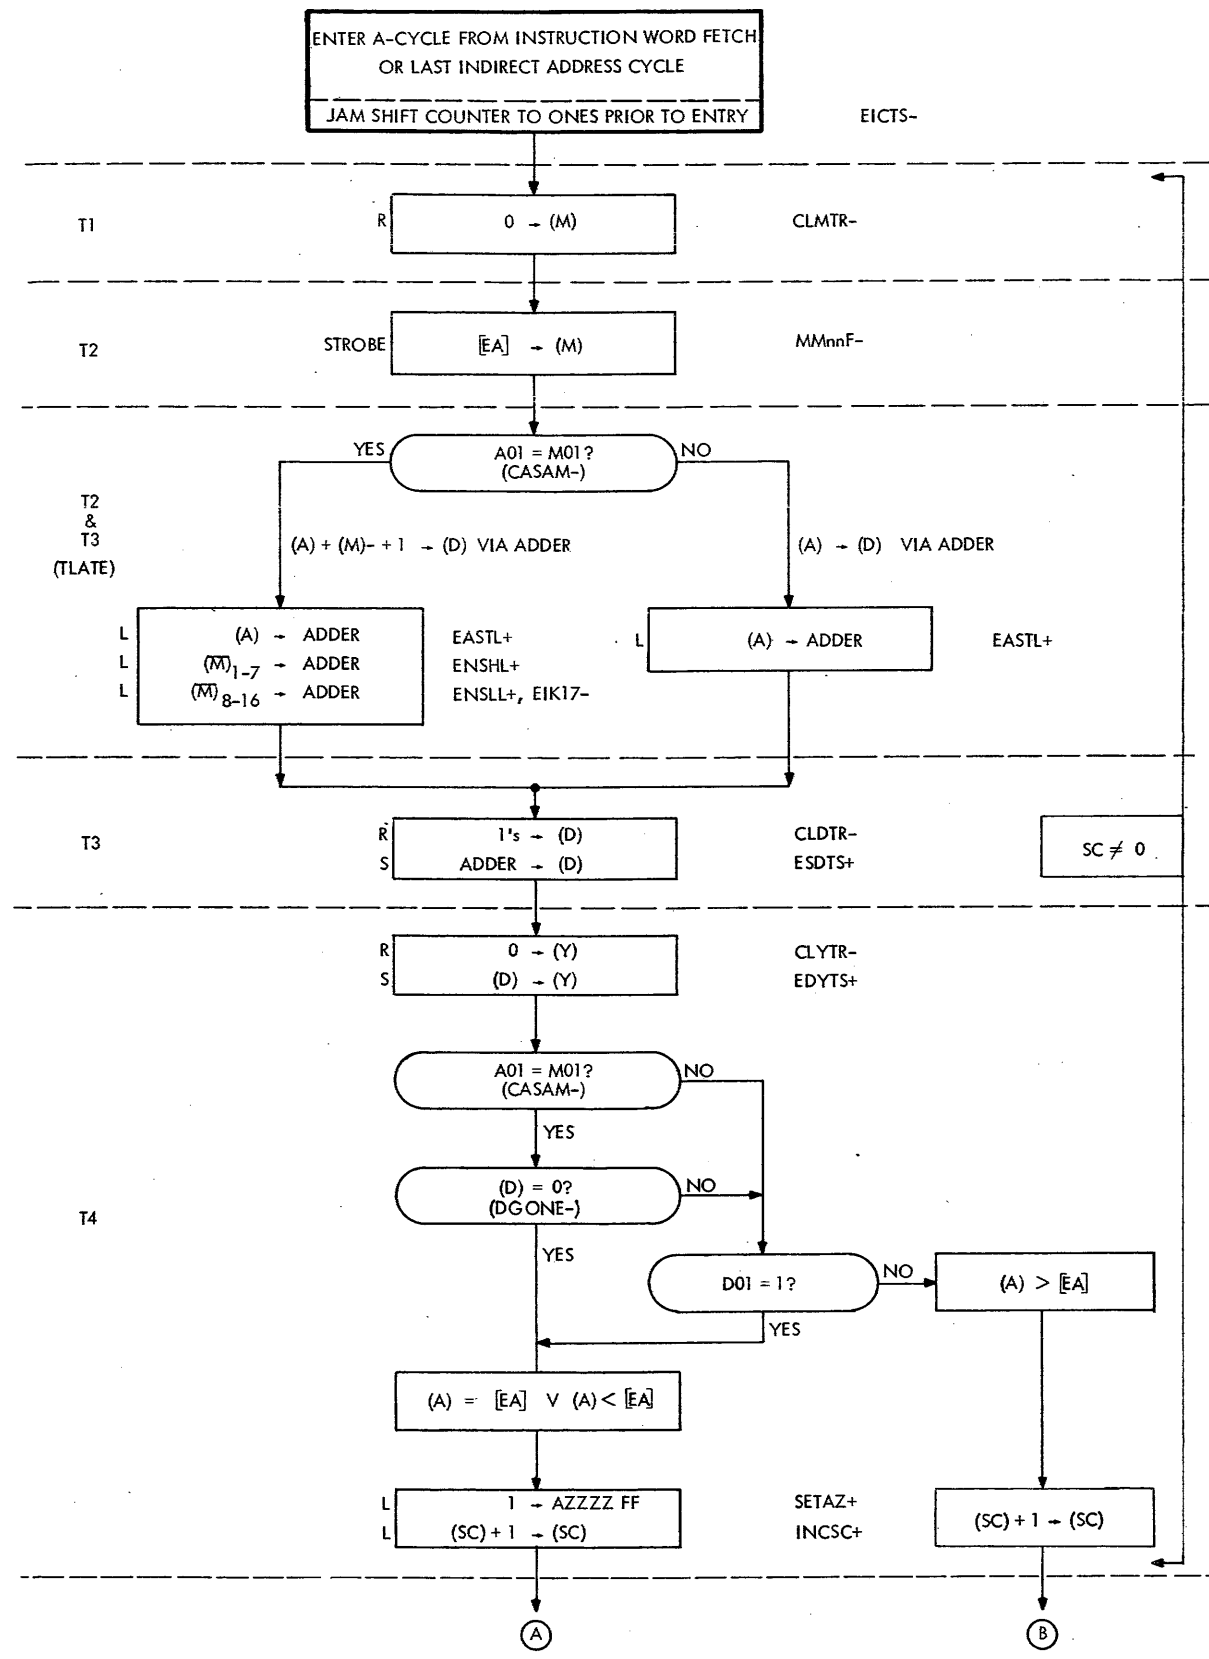 ENTER A-CYCLE FROM INSTRUCTION WORD FETCH
OR LAST INDIRECT ADDRESS CYCLE
JAM SHIFT COUNTER TO ONES PRIOR TO ENTRY
EICTS-
T1
R
0 → (M)
CLMTR-
T2
STROBE
[EA] → (M)
MMnnF-
YES
A01 = M01?
(CASAM-)
NO
T2
&
T3
(TLATE)
(A) + (M)- + 1 → (D) VIA ADDER
(A) → (D) VIA ADDER
L
(A) → ADDER
EASTL+
L
(A) → ADDER
EASTL+
L
(M̅)1-7 → ADDER
ENSHL+
L
(M̅)8-16 → ADDER
ENSLL+, EIK17-
T3
R
1's → (D)
CLDTR-
S
ADDER → (D)
ESDTS+
SC ≠ 0
R
0 → (Y)
CLYTR-
S
(D) → (Y)
EDYTS+
A01 = M01?
(CASAM-)
NO
YES
T4
(D) = 0?
(DGONE-)
NO
YES
D01 = 1?
NO
(A) > [EA]
YES
(A) = [EA] V (A) < [EA]
L
1 → AZZZZ FF
SETAZ+
L
(SC) + 1 → (SC)
INCSC+
(SC) + 1 → (SC)
A
B